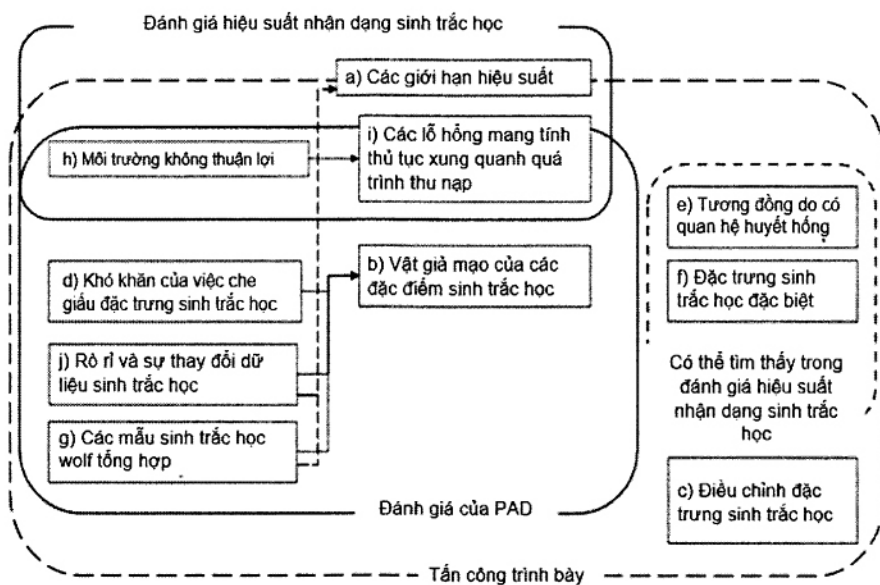 Đánh giá hiệu suất nhận dạng sinh trắc học
a) Các giới hạn hiệu suất
i) Các lỗ hổng mang tính
thủ tục xung quanh quá
trình thu nạp
h) Môi trường không thuận lợi
e) Tương đồng do có
quan hệ huyết hống
d) Khó khăn của việc che
giấu đặc trưng sinh trắc học
b) Vật giả mạo của các
đặc điểm sinh trắc học
f) Đặc trưng sinh
trắc học đặc biệt
j) Rò rỉ và sự thay đổi dữ
liệu sinh trắc học
Có thể tìm thấy trong
đánh giá hiệu suất
nhận dạng sinh trắc
học
g) Các mẫu sinh trắc học
wolf tổng hợp
c) Điều chỉnh đặc
trưng sinh trắc học
Đánh giá của PAD
Tấn công trình bày